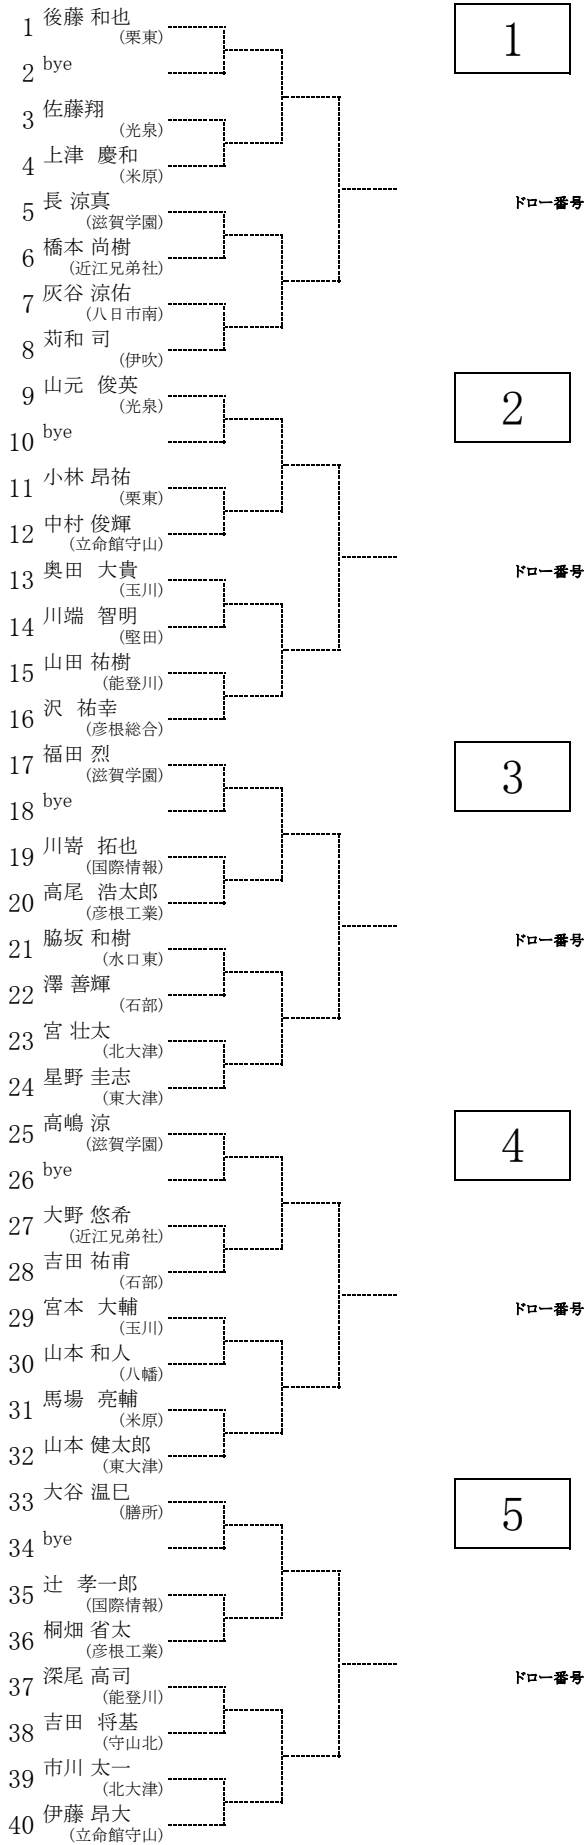 1 後藤 和也
(栗東)
1
2 bye
3 佐藤翔
(光泉)
4 上津 慶和
(米原)
5 長 涼真
(滋賀学園)
ドロー番号
6 橋本 尚樹
(近江兄弟社)
7 灰谷 涼佑
(八日市南)
8 苅和 司
(伊吹)
9 山元 俊英
(光泉)
2
10 bye
11 小林 昂祐
(栗東)
12 中村 俊輝
(立命館守山)
13 奥田 大貴
(玉川)
ドロー番号
14 川端 智明
(堅田)
15 山田 祐樹
(能登川)
16 沢 祐幸
(彦根総合)
17 福田 烈
(滋賀学園)
3
18 bye
19 川嵜 拓也
(国際情報)
20 高尾 浩太郎
(彦根工業)
21 脇坂 和樹
(水口東)
ドロー番号
22 澤 善輝
(石部)
23 宮 壮太
(北大津)
24 星野 圭志
(東大津)
25 高嶋 涼
(滋賀学園)
4
26 bye
27 大野 悠希
(近江兄弟社)
28 吉田 祐甫
(石部)
29 宮本 大輔
(玉川)
ドロー番号
30 山本 和人
(八幡)
31 馬場 亮輔
(米原)
32 山本 健太郎
(東大津)
33 大谷 温巳
(膳所)
5
34 bye
35 辻 孝一郎
(国際情報)
36 桐畑 省太
(彦根工業)
37 深尾 高司
(能登川)
ドロー番号
38 吉田 将基
(守山北)
39 市川 太一
(北大津)
40 伊藤 昂大
(立命館守山)